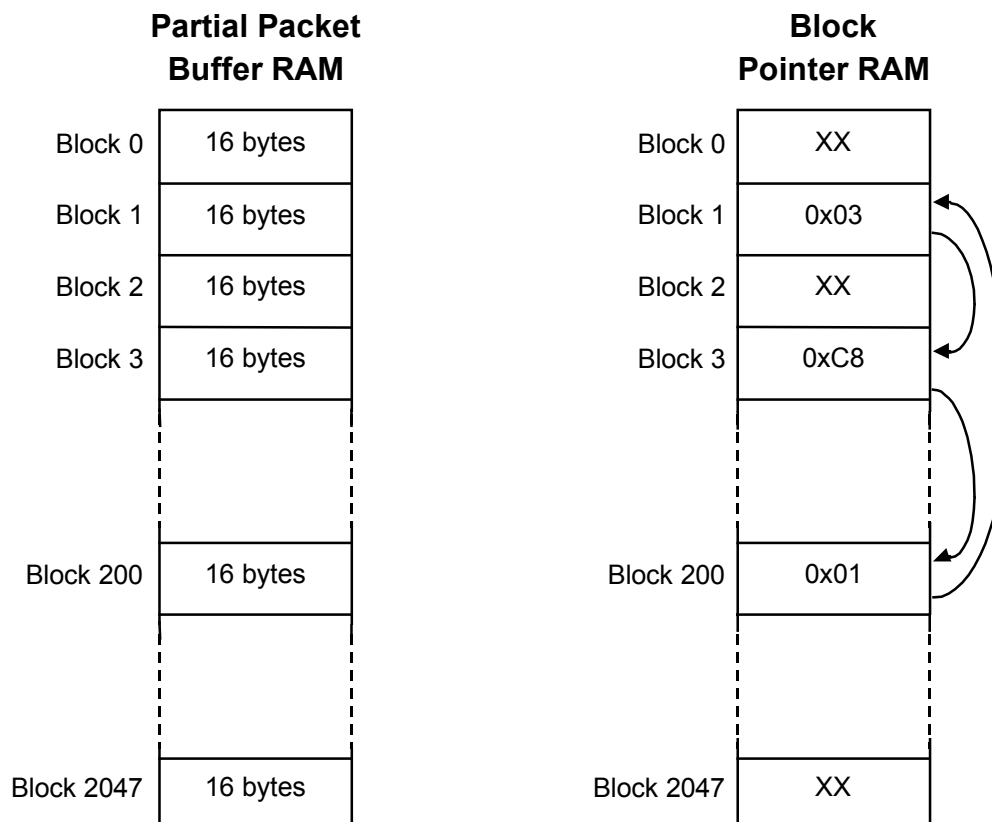 Partial Packet
Buffer RAM
Block 0 16 bytes
Block 1 16 bytes
Block 2 16 bytes
Block 3 16 bytes
Block 200 16 bytes
Block 2047 16 bytes
Block
Pointer RAM
Block 0 XX
Block 1 0x03
Block 2 XX
Block 3 0xC8
Block 200 0x01
Block 2047 XX